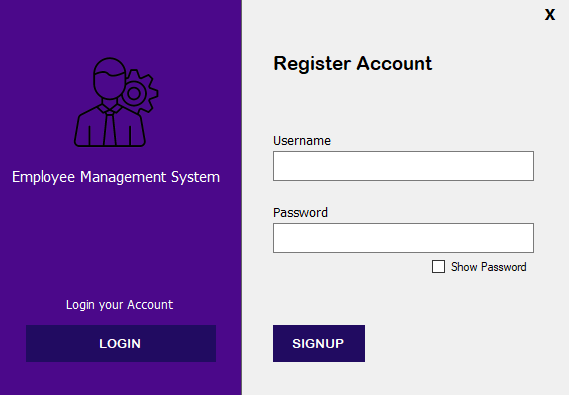 X
Register Account
Employee Management System
Username
Password
Show Password
Login your Account
LOGIN
SIGNUP